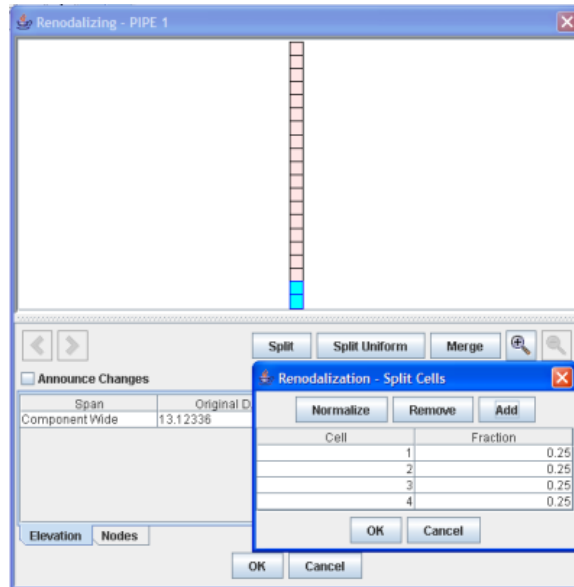 Renodalizing - PIPE 1
Split Split Uniform Merge
Announce Changes
Span Original D
Component Wide 13.12336
Renodalization - Split Cells
Normalize Remove Add
Cell Fraction
1 0.25
2 0.25
3 0.25
4 0.25
OK Cancel
Elevation Nodes
OK Cancel